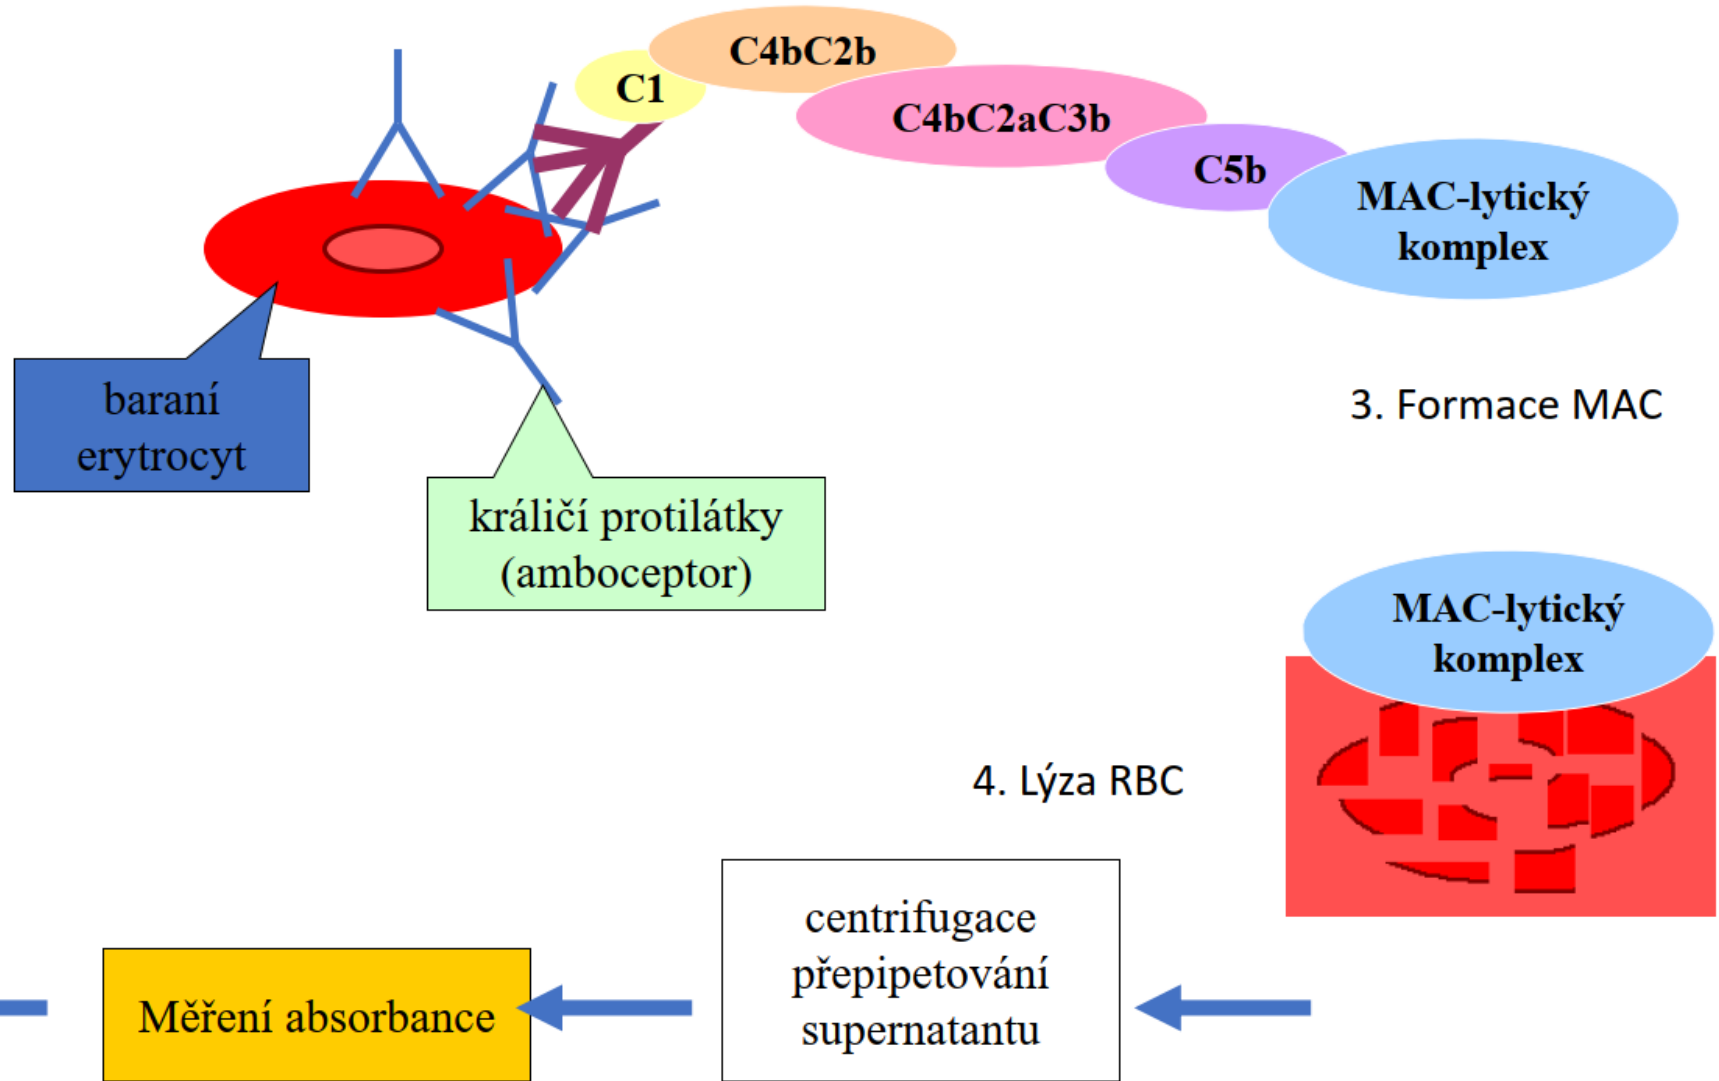 C4bC2b
C1
C4bC2aC3b
C5b
MAC-lytický
komplex
baraní
erytrocyt
3. Formace MAC
králičí protilátky
(amboceptor)
MAC-lytický
komplex
4. Lýza RBC
centrifugace
přepipetování
supernatantu
Měření absorbance